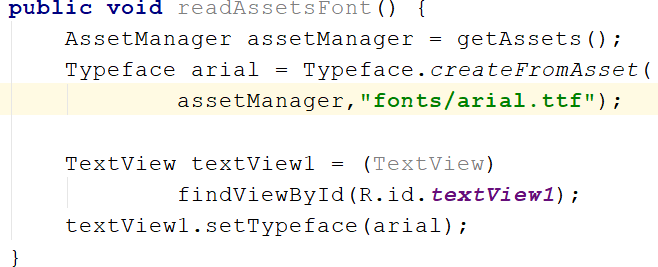 public void readAssetsFont() {
    AssetManager assetManager = getAssets();
    Typeface arial = Typeface.createFromAsset(
            assetManager,"fonts/arial.ttf");

    TextView textView1 = (TextView)
            findViewById(R.id.textView1);
    textView1.setTypeface(arial);
}